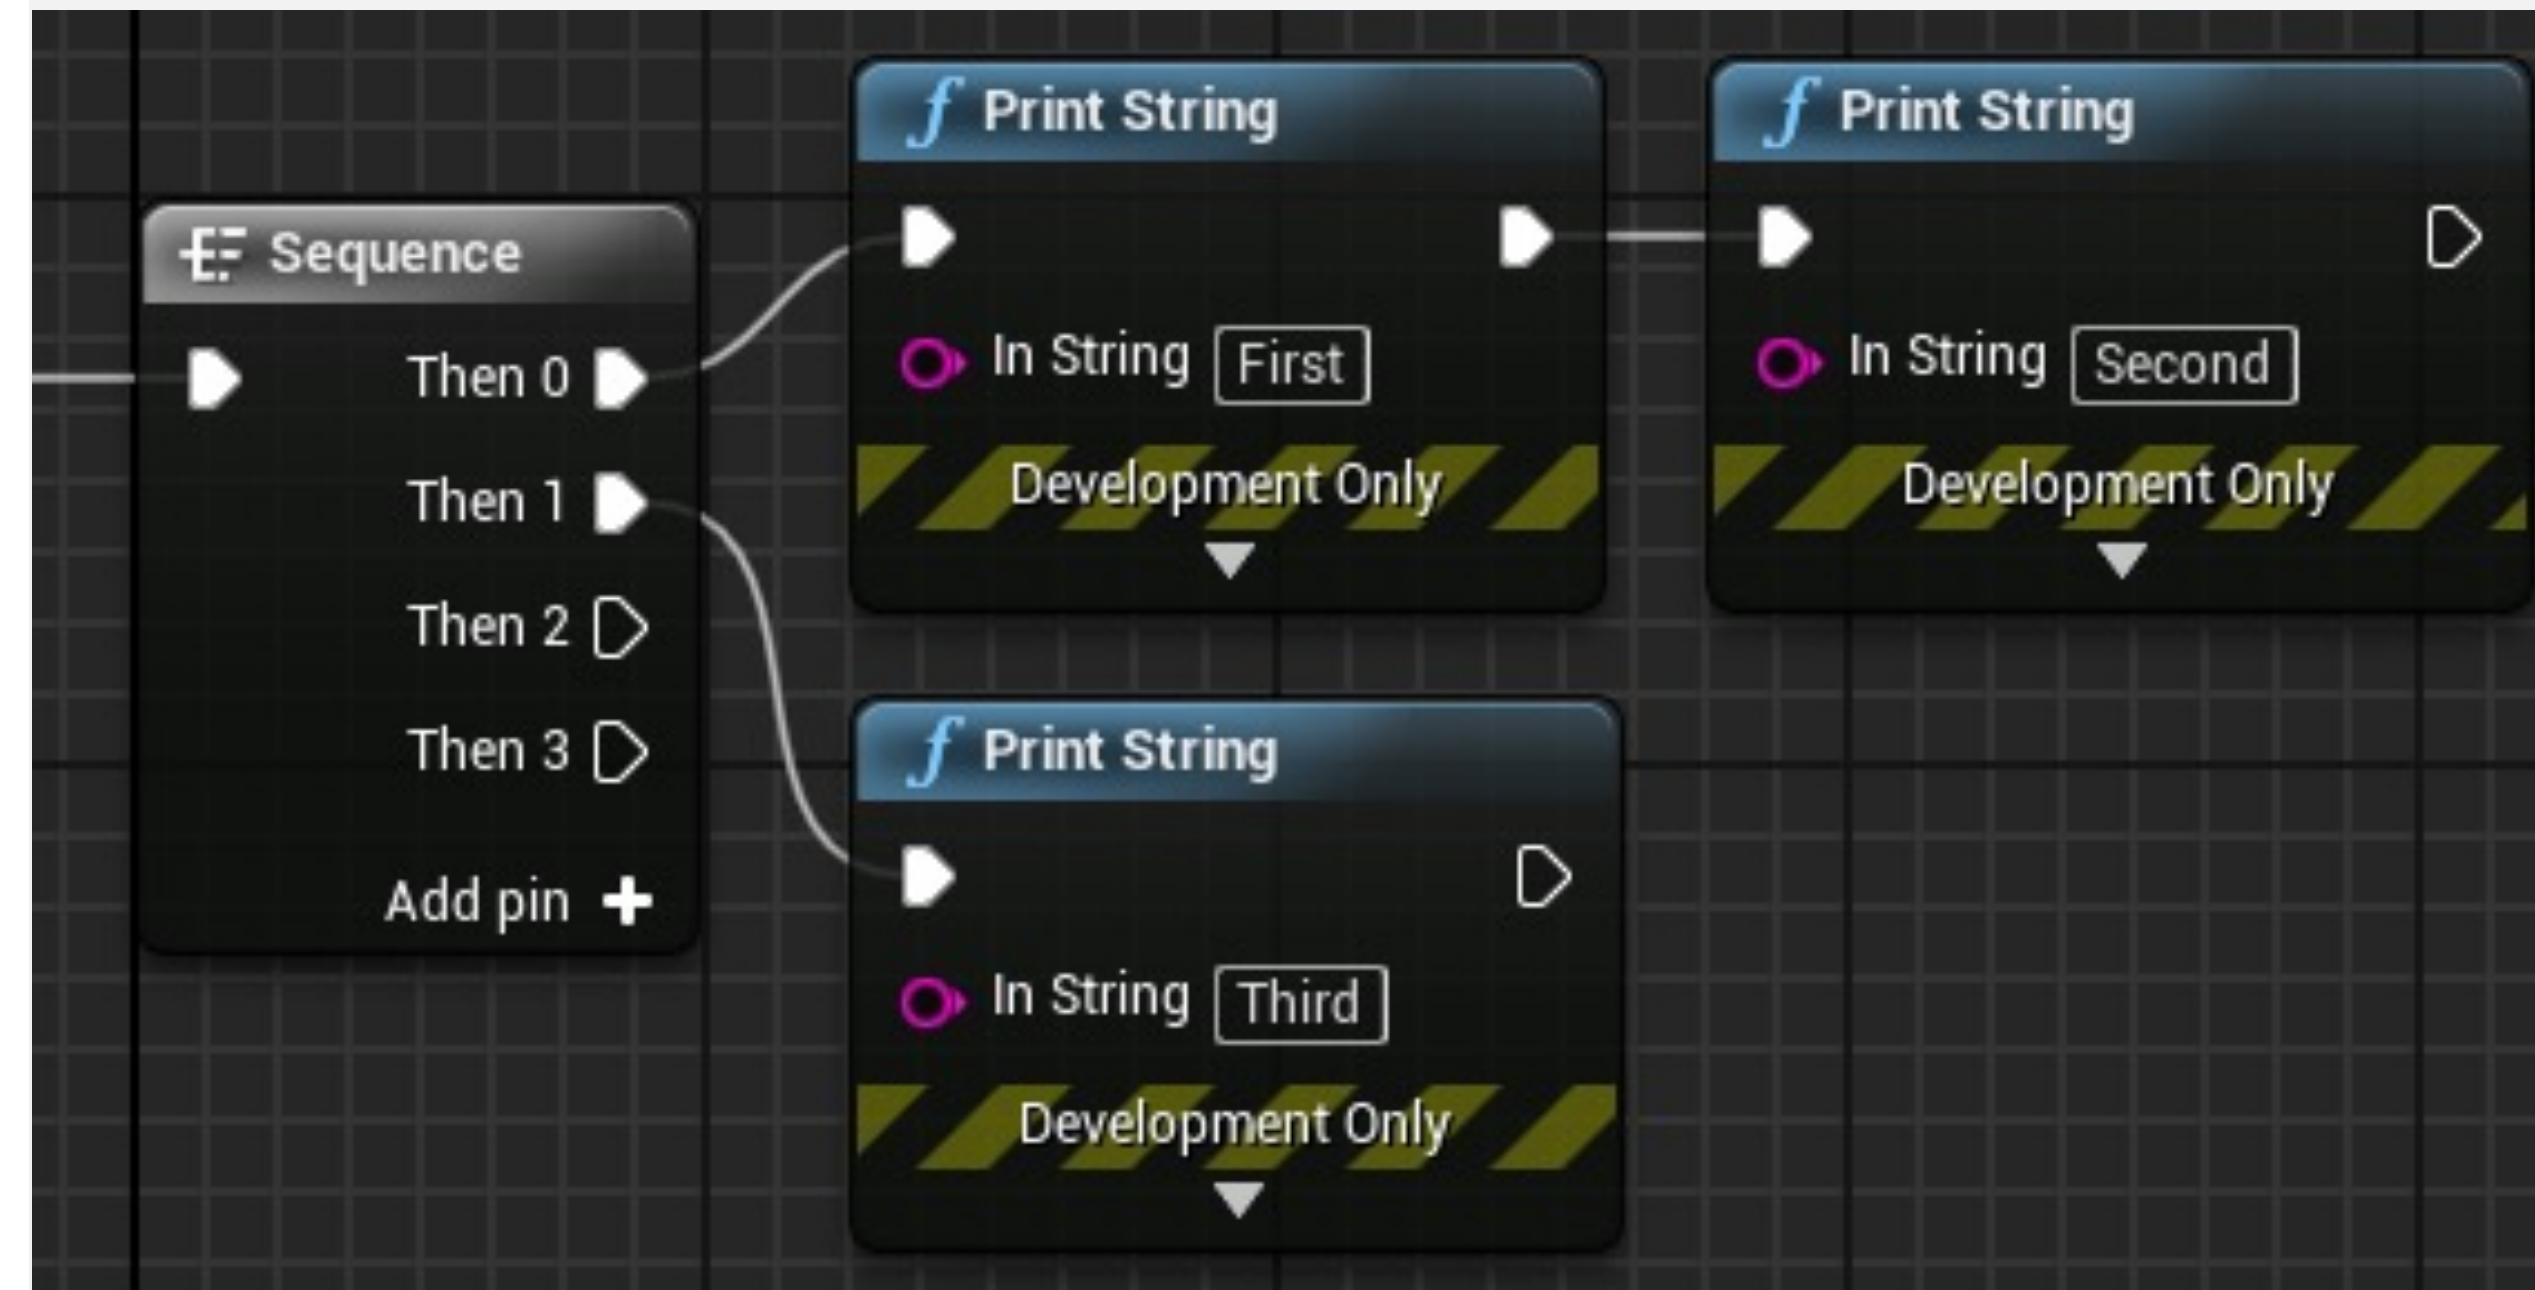 Sequence
Then 0
Then 1
Then 2
Then 3
Add pin
Print String
In String First
Development Only
Print String
In String Second
Development Only
Print String
In String Third
Development Only